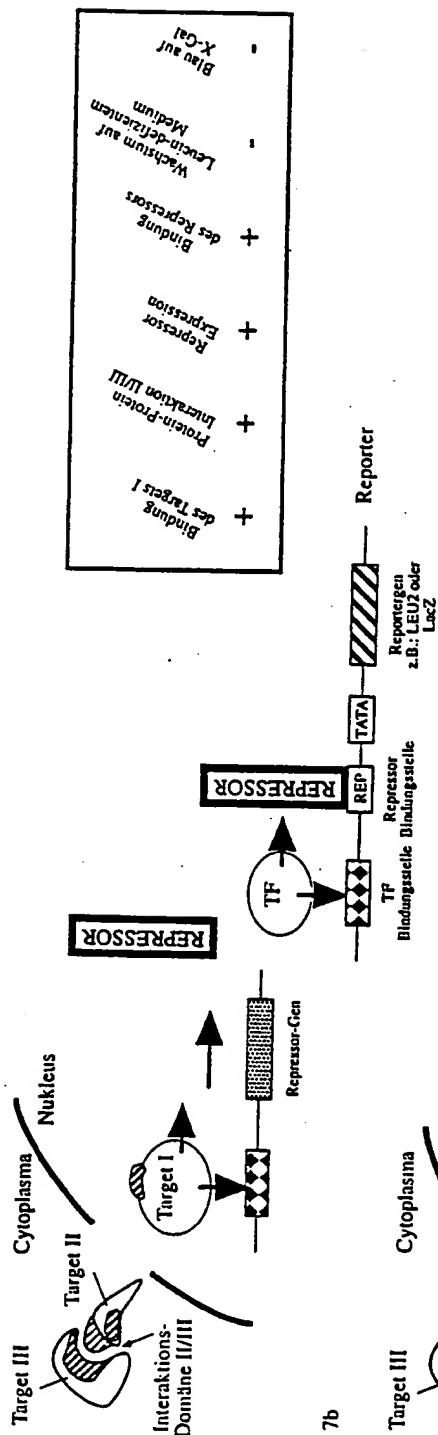 Target III
Cytoplasma
Nukleus
Target II
Interaktions-
Domäne II/III
Target I
Repressor-Gen
REPRESSOR
TF
REPRESSOR
REP
TATA
TF
Bindungsstelle
Repressor
Bindungsstelle
Reportergen
z.B.: LEU2 oder
LacZ
Reporter
Bindung
des Targets I
+
Protein-Protein
Interaktion II/III
+
Repressor
Expression
+
Bindung
des Repressors
+
Wachstum auf
Leucin-defizientem
Medium
-
Blau auf
X-Gal
-
7b
Target III
Cytoplasma